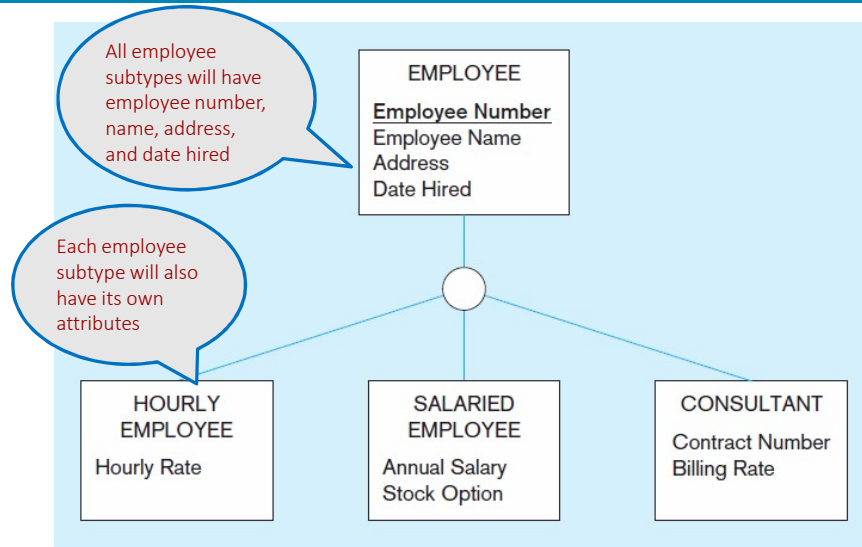 All employee
subtypes will have
employee number,
name, address,
and date hired
EMPLOYEE
Employee Number
Employee Name
Address
Date Hired
Each employee
subtype will also
have its own
attributes
HOURLY
EMPLOYEE
Hourly Rate
SALARIED
EMPLOYEE
Annual Salary
Stock Option
CONSULTANT
Contract Number
Billing Rate